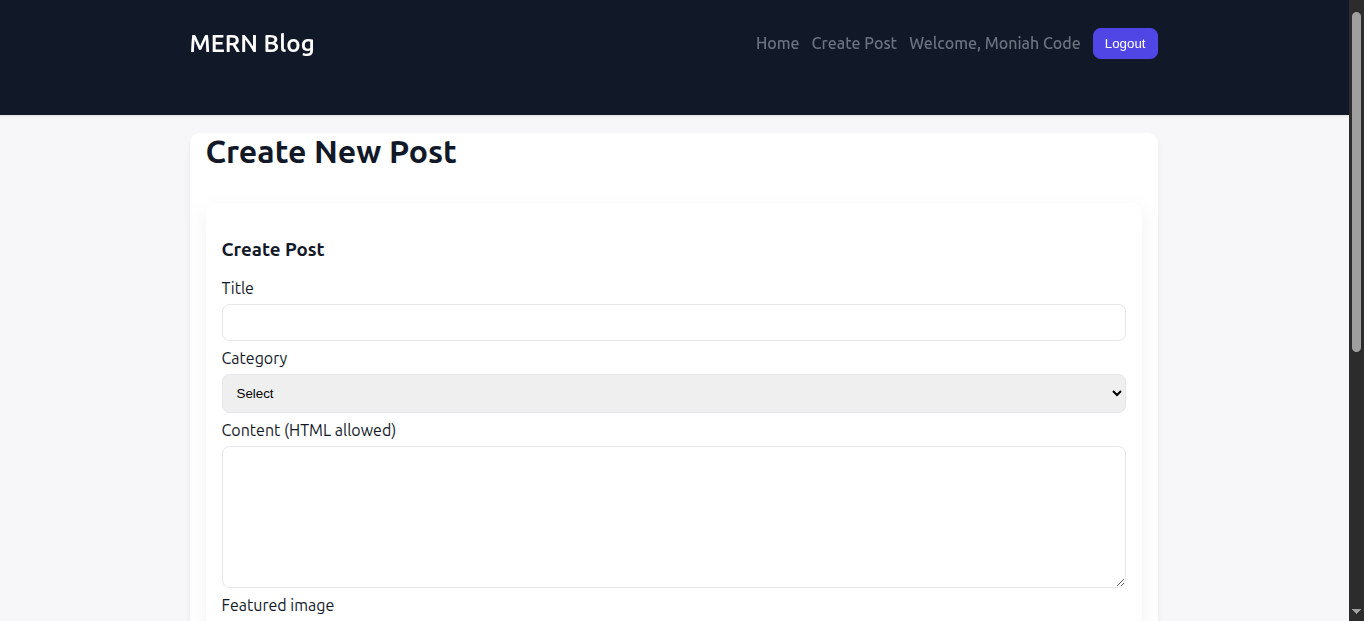 MERN Blog
Home Create Post Welcome, Moniah Code Logout
Create New Post
Create Post
Title
Category
Select
Content (HTML allowed)
Featured image